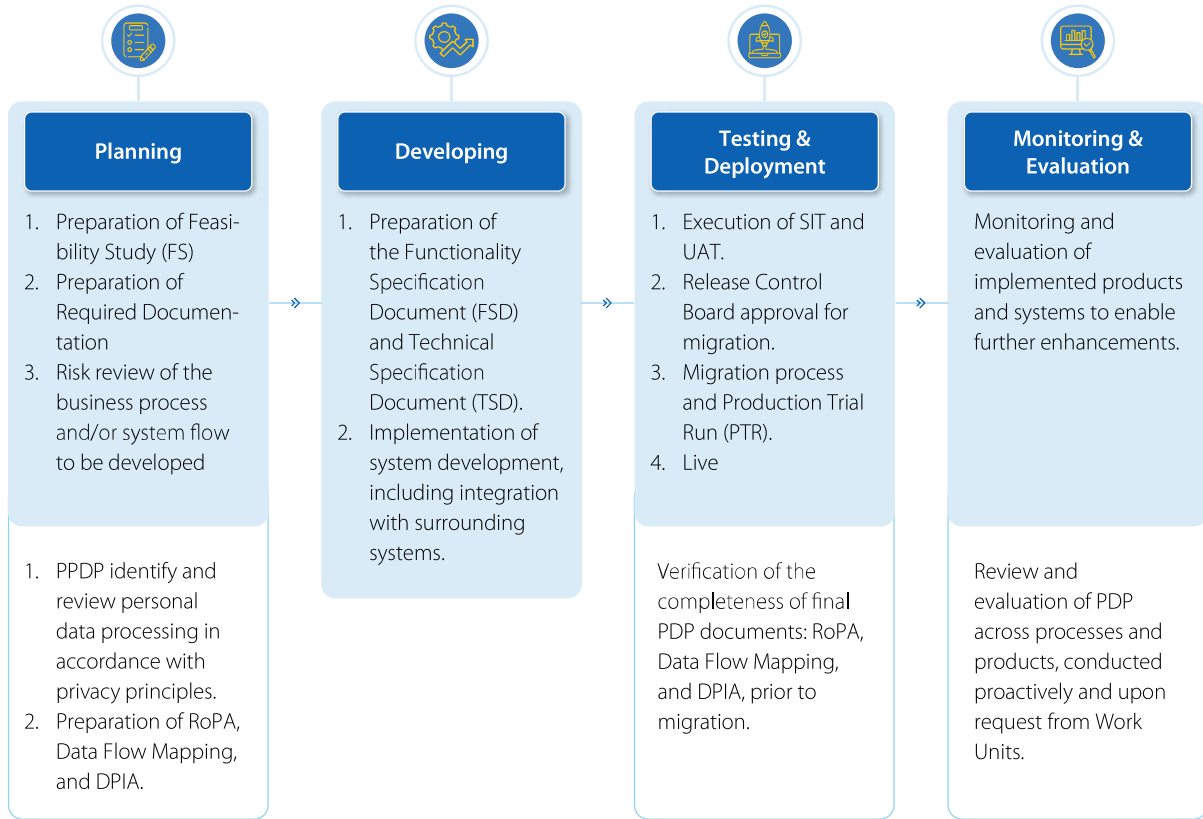 Planning
1. Preparation of Feasi-
bility Study (FS)
2. Preparation of
Required Documen-
tation
3. Risk review of the
business process
and/or system flow
to be developed
1. PPDP identify and
review personal
data processing in
accordance with
privacy principles.
2. Preparation of RoPA,
Data Flow Mapping,
and DPIA.
Developing
1. Preparation of
the Functionality
Specification
Document (FSD)
and Technical
Specification
Document (TSD).
2. Implementation of
system development,
including integration
with surrounding
systems.
Testing &
Deployment
1. Execution of SIT and
UAT.
2. Release Control
Board approval for
migration.
3. Migration process
and Production Trial
Run (PTR).
4. Live
Verification of the
completeness of final
PDP documents: RoPA,
Data Flow Mapping,
and DPIA, prior to
migration.
Monitoring &
Evaluation
Monitoring and
evaluation of
implemented products
and systems to enable
further enhancements.
Review and
evaluation of PDP
across processes and
products, conducted
proactively and upon
request from Work
Units.